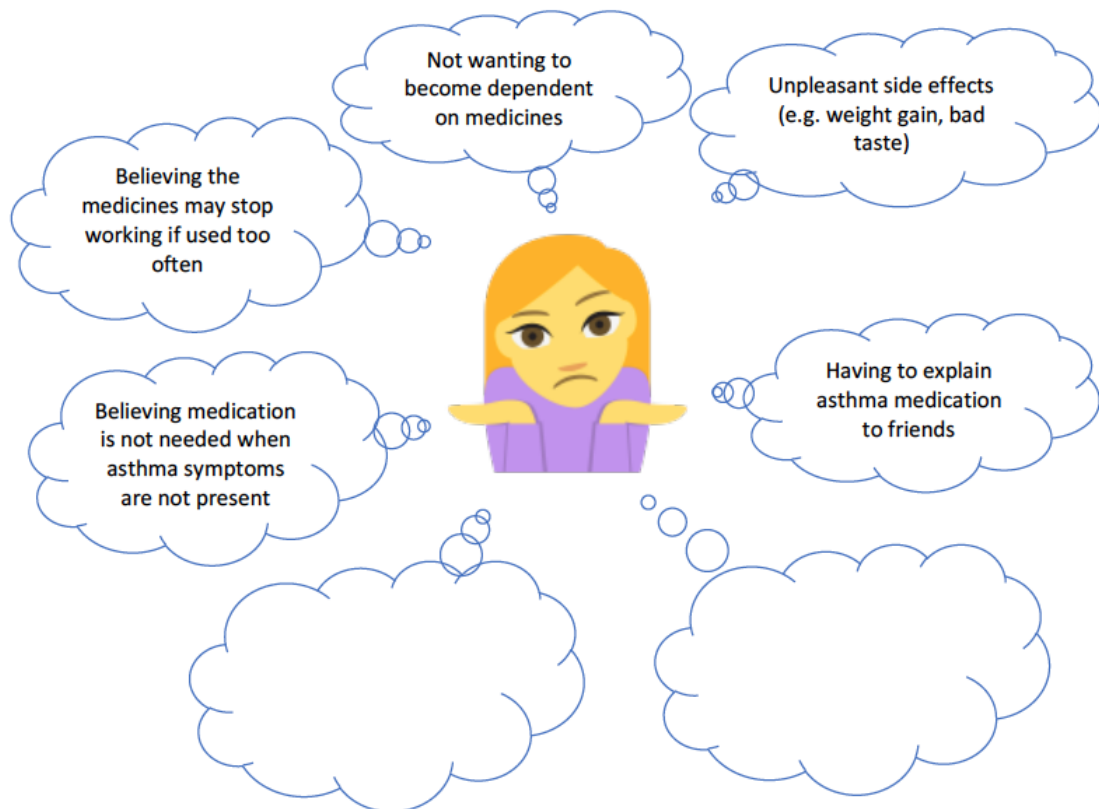 Not wanting to
become dependent
on medicines
Unpleasant side effects
(e.g. weight gain, bad
taste)
Believing the
medicines may stop
working if used too
often
Having to explain
asthma medication
to friends
Believing medication
is not needed when
asthma symptoms
are not present